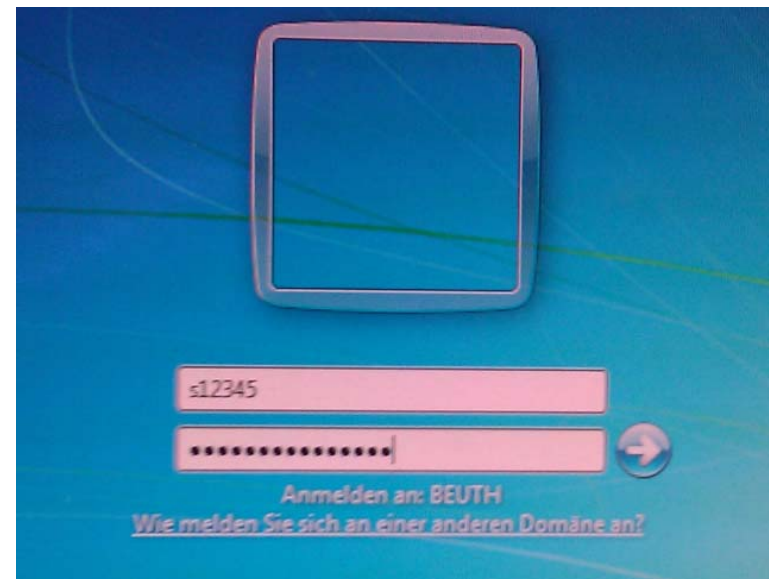 s12345
●●●●●●●●●●●●●●●
Anmelden an: BEUTH
Wie melden Sie sich an einer anderen Domäne an?